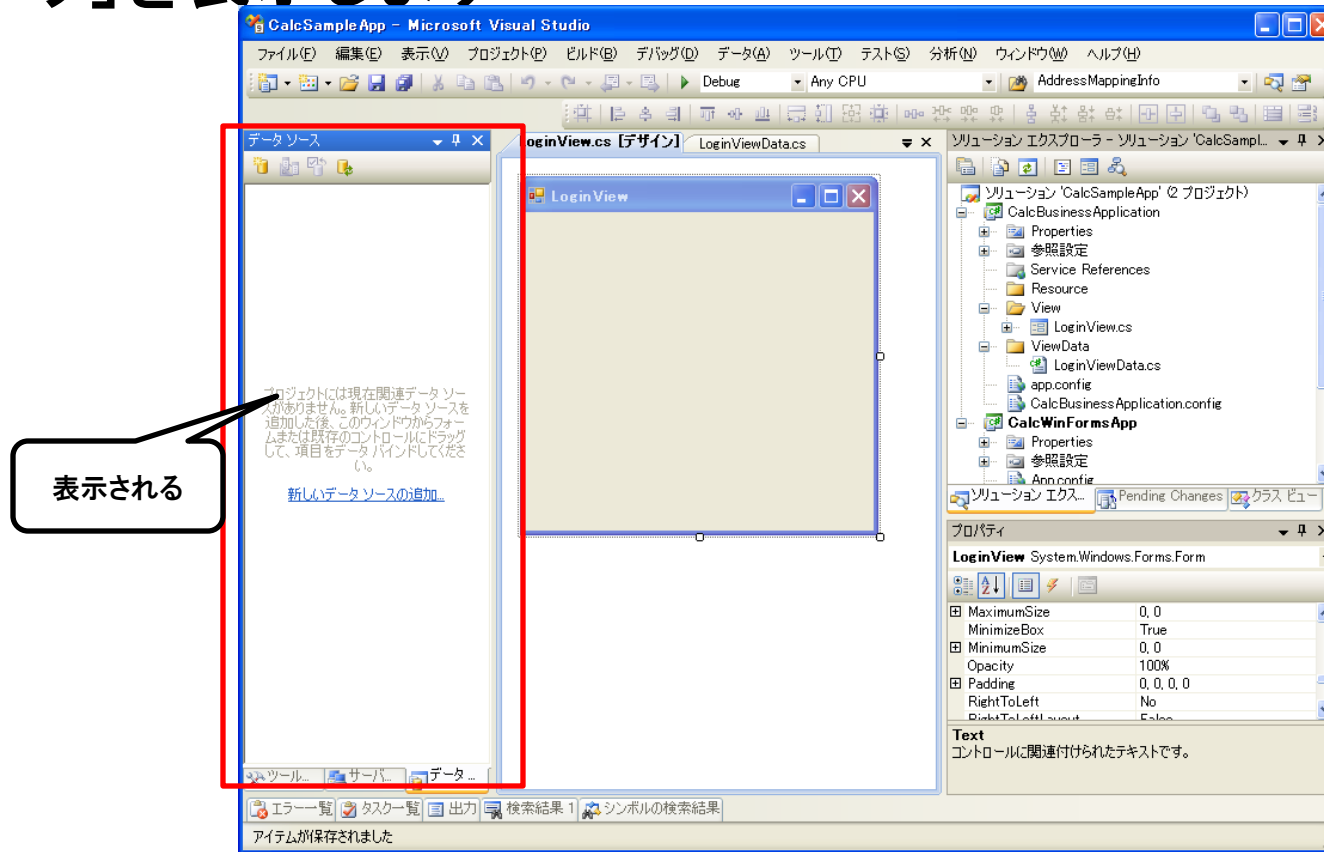 CalcSampleApp - Microsoft Visual Studio
ファイル(F) 編集(E) 表示(V) プロジェクト(P) ビルド(B) デバッグ(D) データ(A) ツール(T) テスト(S) 分析(N) ウィンドウ(W) ヘルプ(H)
Debug Any CPU AddressMappingInfo
データ ソース
LoginView.cs [デザイン] LoginViewData.cs
ソリューション エクスプローラ - ソリューション 'CalcSampl...
LoginView
ソリューション 'CalcSampleApp' (2 プロジェクト)
CalcBusinessApplication
Properties
参照設定
Service References
Resource
View
LoginView.cs
ViewData
LoginViewData.cs
app.config
CalcBusinessApplication.config
CalcWinFormsApp
Properties
参照設定
App.config
プロジェクトには現在関連データ ソー
スがありません。新しいデータ ソースを
追加した後、このウィンドウからフォー
ムまたは既存のコントロールにドラッグ
して、項目をデータ バインドしてくださ
い。
新しいデータ ソースの追加...
表示される
ソリューション エクス... Pending Changes クラス ビュー
プロパティ
LoginView System.Windows.Forms.Form
MaximumSize 0, 0
MinimizeBox True
MinimumSize 0, 0
Opacity 100%
Padding 0, 0, 0, 0
RightToLeft No
RightToLeftLayout False
Text
コントロールに関連付けられたテキストです。
ツール... サーバ... データ ...
エラー一覧 タスク一覧 出力 検索結果 1 シンボルの検索結果
アイテムが保存されました